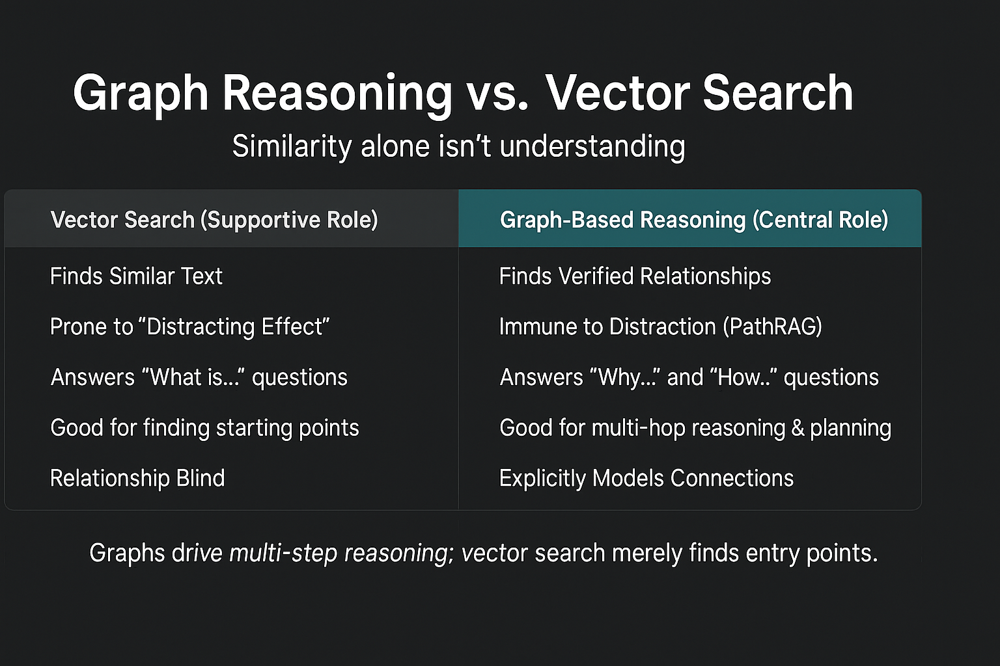 Graph Reasoning vs. Vector Search
Similarity alone isn't understanding
Vector Search (Supportive Role)
Graph-Based Reasoning (Central Role)
Finds Similar Text
Finds Verified Relationships
Prone to “Distracting Effect”
Immune to Distraction (PathRAG)
Answers “What is...” questions
Answers “Why...” and “How..” questions
Good for finding starting points
Good for multi-hop reasoning & planning
Relationship Blind
Explicitly Models Connections
Graphs drive multi-step reasoning; vector search merely finds entry points.